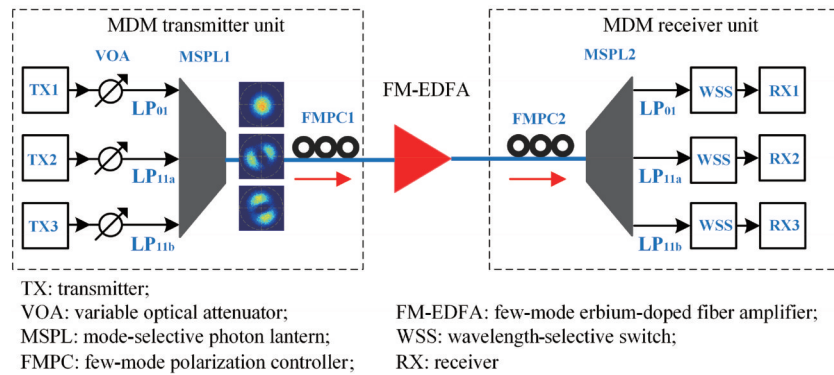 MDM transmitter unit
MDM receiver unit
VOA
MSPL1
MSPL2
FM-EDFA
FMPC1
FMPC2
TX1
LP01
LP01
WSS
RX1
TX2
LP11a
LP11a
WSS
RX2
TX3
LP11b
LP11b
WSS
RX3
TX: transmitter;
VOA: variable optical attenuator;
FM-EDFA: few-mode erbium-doped fiber amplifier;
MSPL: mode-selective photon lantern;
WSS: wavelength-selective switch;
FMPC: few-mode polarization controller;
RX: receiver